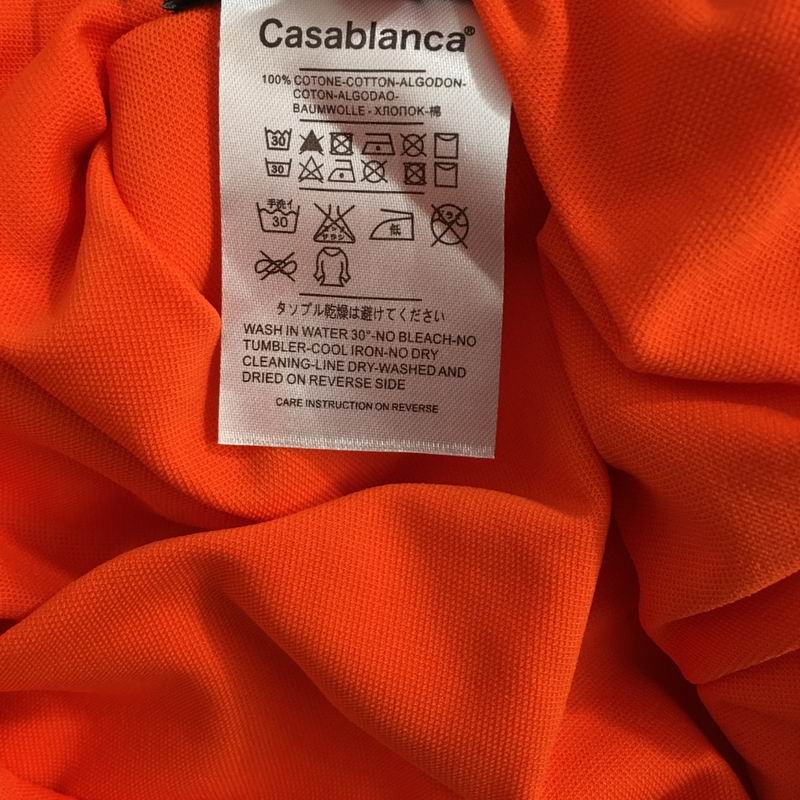 Casablanca®
100% COTONE-COTTON-ALGODON-
COTON-ALGODAO-
BAUMWOLLE - ХЛОПОК-棉
30
30
手洗イ
30
低
タンブル乾燥は避けてください
WASH IN WATER 30°-NO BLEACH-NO
TUMBLER-COOL IRON-NO DRY
CLEANING-LINE DRY-WASHED AND
DRIED ON REVERSE SIDE
CARE INSTRUCTION ON REVERSE